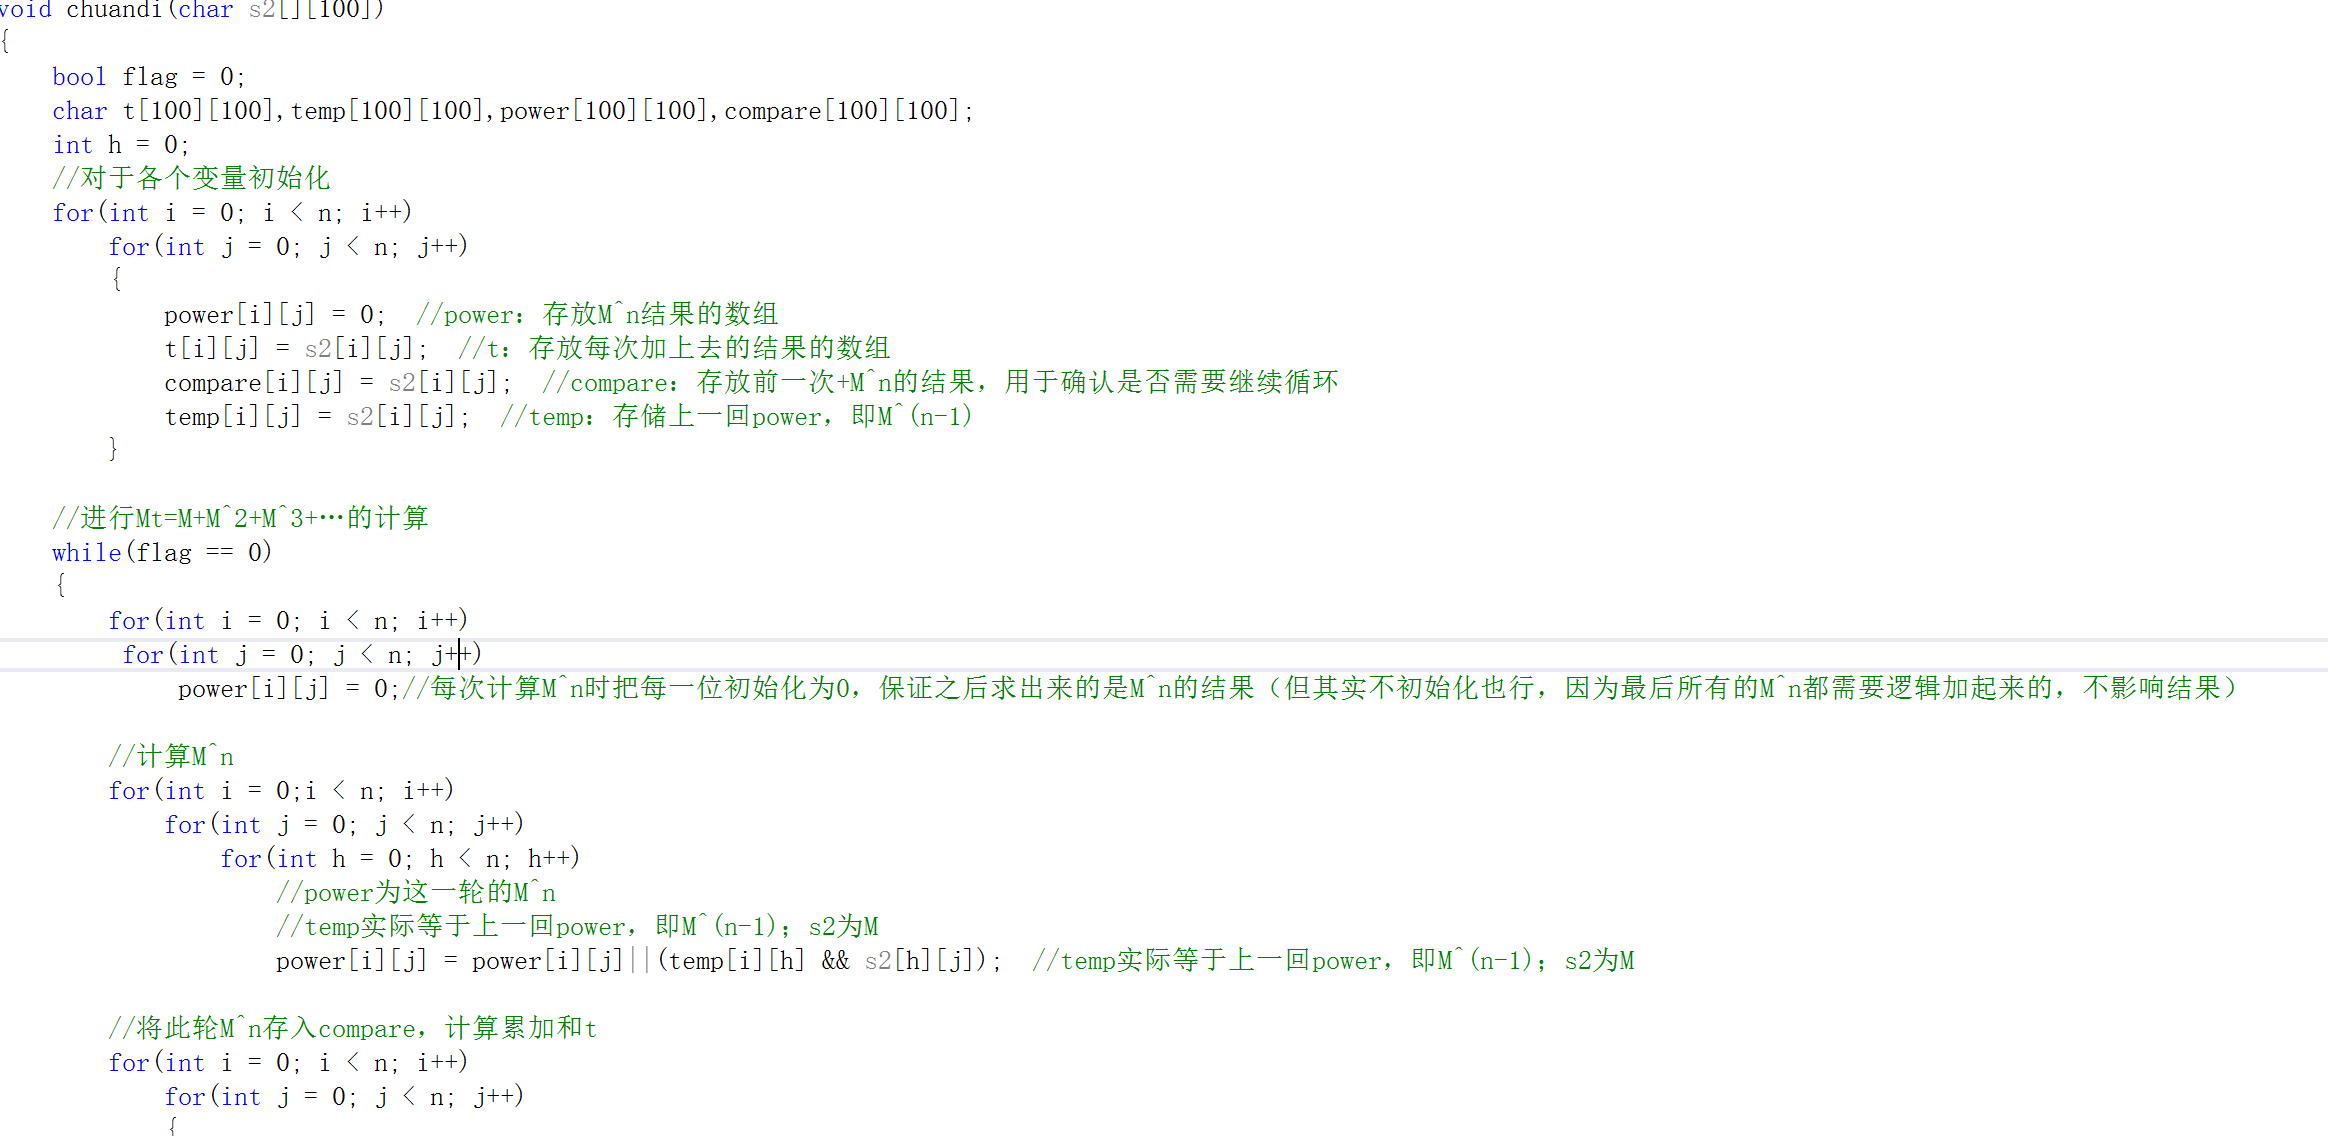 void chuandi(char s2[][100])
{
    bool flag = 0;
    char t[100][100],temp[100][100],power[100][100],compare[100][100];
    int h = 0;
    //对于各个变量初始化
    for(int i = 0; i < n; i++)
        for(int j = 0; j < n; j++)
        {
            power[i][j] = 0;  //power：存放M^n结果的数组
            t[i][j] = s2[i][j];  //t：存放每次加上去的结果的数组
            compare[i][j] = s2[i][j];  //compare：存放前一次+M^n的结果，用于确认是否需要继续循环
            temp[i][j] = s2[i][j];  //temp：存储上一回power，即M^(n-1)
        }
    //进行Mt=M+M^2+M^3+…的计算
    while(flag == 0)
    {
        for(int i = 0; i < n; i++)
         for(int j = 0; j < n; j++)
             power[i][j] = 0;//每次计算M^n时把每一位初始化为0，保证之后求出来的是M^n的结果（但其实不初始化也行，因为最后所有的M^n都需要逻辑加起来的，不影响结果）
        //计算M^n
        for(int i = 0;i < n; i++)
            for(int j = 0; j < n; j++)
                for(int h = 0; h < n; h++)
                    //power为这一轮的M^n
                    //temp实际等于上一回power，即M^(n-1)；s2为M
                    power[i][j] = power[i][j]||(temp[i][h] && s2[h][j]);  //temp实际等于上一回power，即M^(n-1)；s2为M
        //将此轮M^n存入compare，计算累加和t
        for(int i = 0; i < n; i++)
            for(int j = 0; j < n; j++)
            {